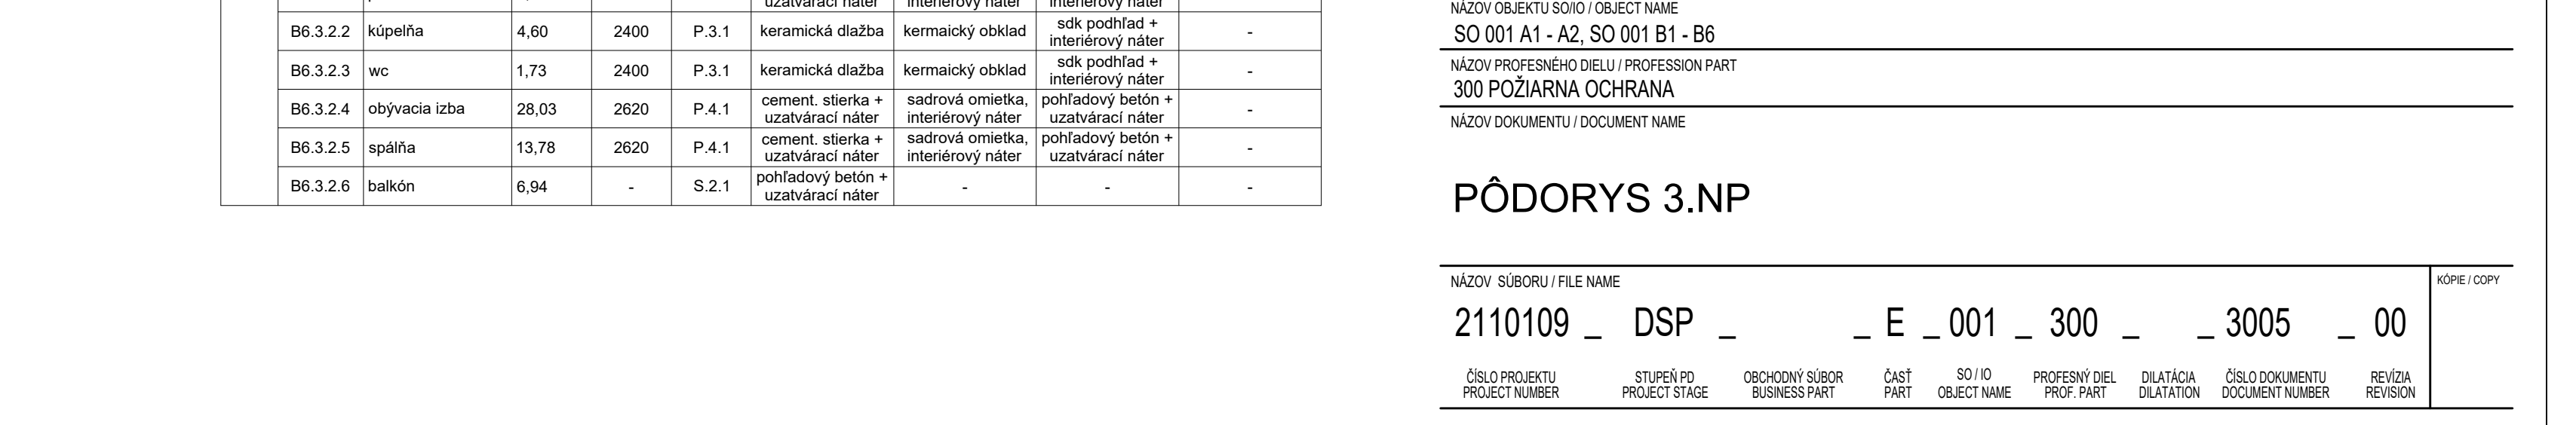 uzatvárací náter interiérový náter interiérový náter
B6.3.2.2 kúpelňa 4,60 2400 P.3.1 keramická dlažba kermaický obklad sdk podhľad +
interiérový náter -
B6.3.2.3 wc 1,73 2400 P.3.1 keramická dlažba kermaický obklad sdk podhľad +
interiérový náter -
B6.3.2.4 obývacia izba 28,03 2620 P.4.1 cement. stierka + sadrová omietka, pohľadový betón +
uzatvárací náter interiérový náter uzatvárací náter -
B6.3.2.5 spálňa 13,78 2620 P.4.1 cement. stierka + sadrová omietka, pohľadový betón +
uzatvárací náter interiérový náter uzatvárací náter -
B6.3.2.6 balkón 6,94 - S.2.1 pohľadový betón +
uzatvárací náter - - -
NÁZOV OBJEKTU SO/IO / OBJECT NAME
SO 001 A1 - A2, SO 001 B1 - B6
NÁZOV PROFESNÉHO DIELU / PROFESSION PART
300 POŽIARNA OCHRANA
NÁZOV DOKUMENTU / DOCUMENT NAME
PÔDORYS 3.NP
NÁZOV SÚBORU / FILE NAME
KÓPIE / COPY
2110109 _ DSP _ _ E _ 001 _ 300 _ _ 3005 _ 00
ČÍSLO PROJEKTU STUPEŇ PD OBCHODNÝ SÚBOR ČASŤ SO / IO PROFESNÝ DIEL DILATÁCIA ČÍSLO DOKUMENTU REVÍZIA
PROJECT NUMBER PROJECT STAGE BUSINESS PART PART OBJECT NAME PROF. PART DILATATION DOCUMENT NUMBER REVISION